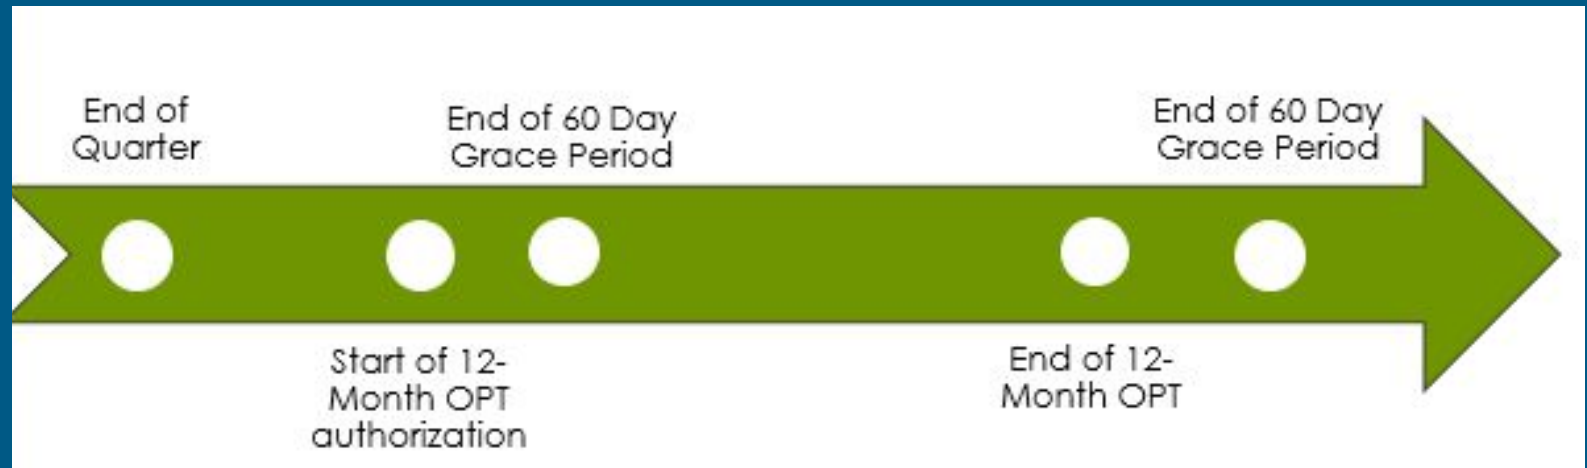 End of
Quarter
End of 60 Day
Grace Period
End of 60 Day
Grace Period
Start of 12-
Month OPT
authorization
End of 12-
Month OPT